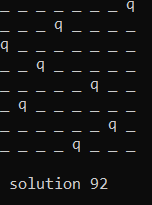 _ _ _ _ _ _ _ q
_ _ _ q _ _ _ _
q _ _ _ _ _ _ _
_ _ q _ _ _ _ _
_ _ _ _ _ q _ _
_ q _ _ _ _ _ _
_ _ _ _ _ _ q _
_ _ _ _ q _ _ _
solution 92